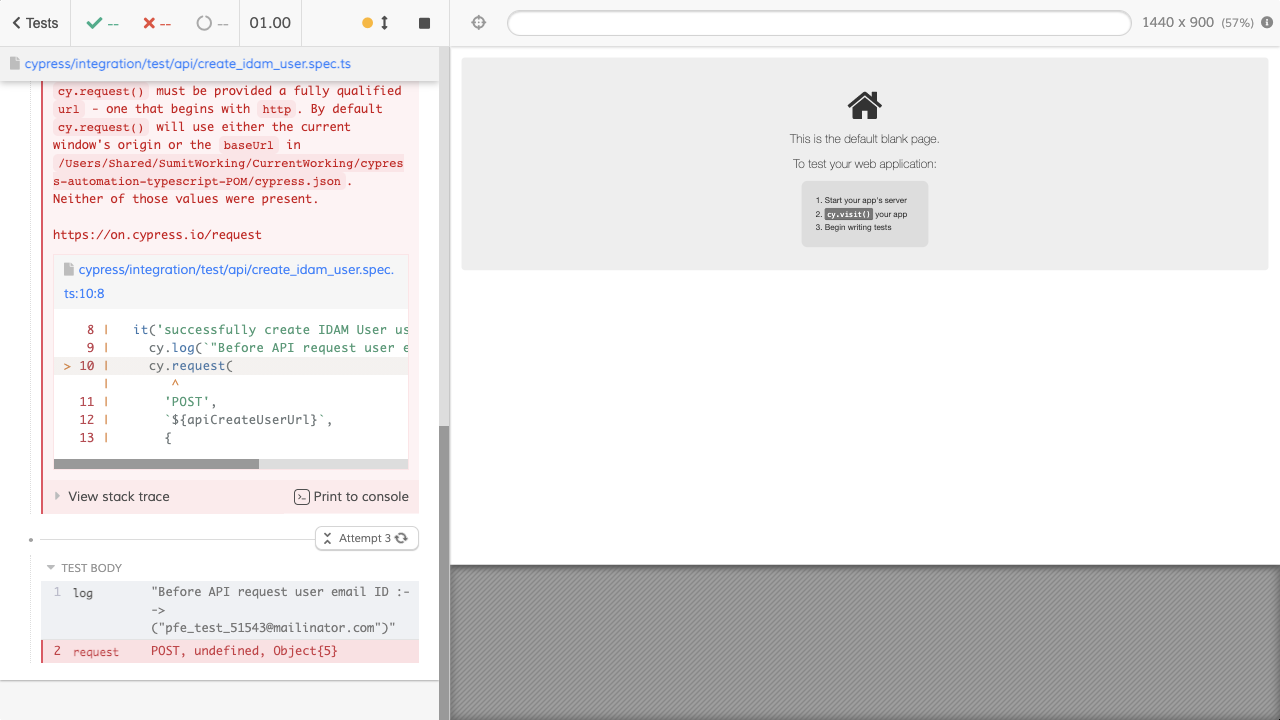 Tests -- -- -- 01.00
cypress/integration/test/api/create_idam_user.spec.ts
cy.request() must be provided a fully qualified
url - one that begins with http. By default
cy.request() will use either the current
window's origin or the baseUrl in
/Users/Shared/SumitWorking/CurrentWorking/cypres
s-automation-typescript-POM/cypress.json.
Neither of those values were present.
https://on.cypress.io/request
cypress/integration/test/api/create_idam_user.spec.
ts:10:8
8 | it('successfully create IDAM User us
9 | cy.log(`"Before API request user e
> 10 | cy.request(
| ^
11 | 'POST',
12 | `${apiCreateUserUrl}`,
13 | {
View stack trace Print to console
Attempt 3
TEST BODY
1 log "Before API request user email ID :-
->
("pfe_test_51543@mailinator.com")"
2 request POST, undefined, Object{5}
1440 x 900 (57%)
This is the default blank page.
To test your web application:
1. Start your app's server
2. cy.visit() your app
3. Begin writing tests